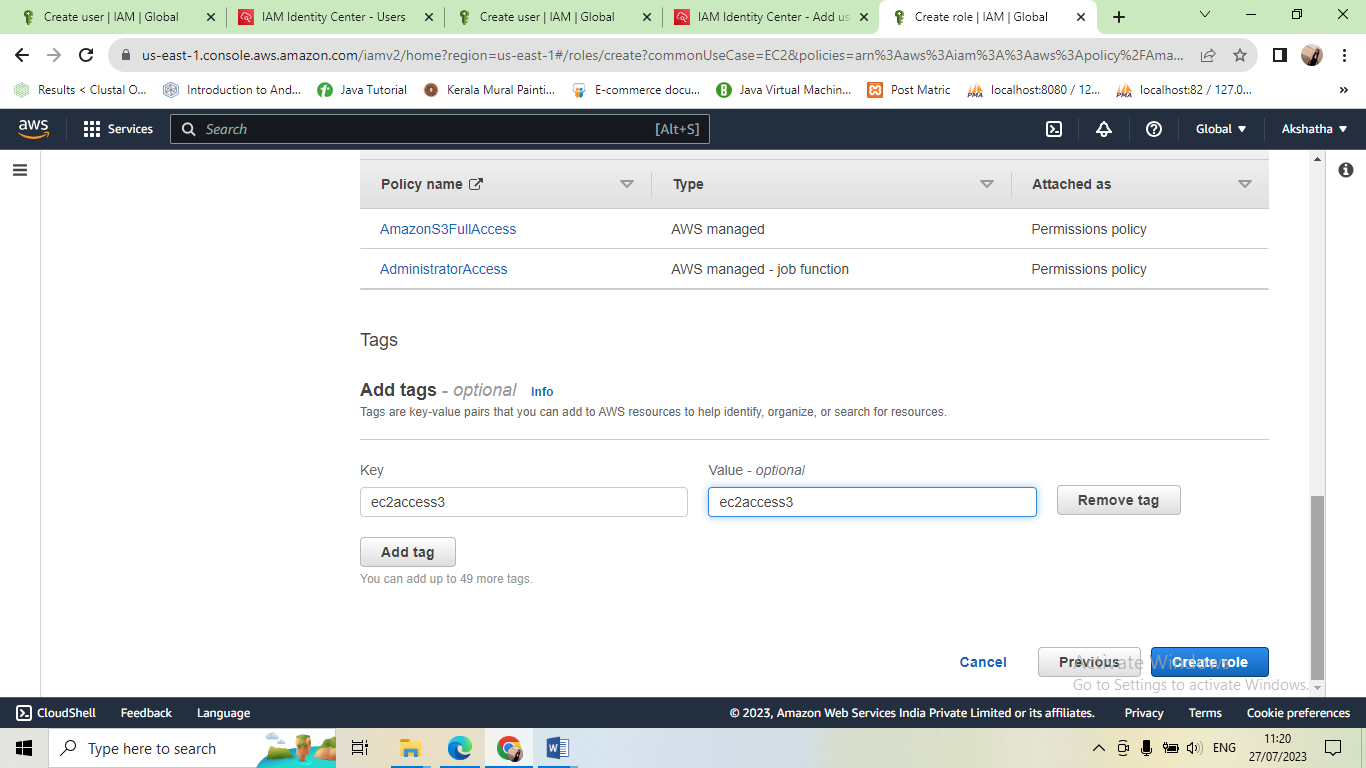 Create user | IAM | Global
IAM Identity Center - Users
Create user | IAM | Global
IAM Identity Center - Add us
Create role | IAM | Global
us-east-1.console.aws.amazon.com/iamv2/home?region=us-east-1#/roles/create?commonUseCase=EC2&policies=arn%3Aaws%3Aiam%3A%3Aaws%3Apolicy%2FAma...
Results < Clustal O...
Introduction to And...
Java Tutorial
Kerala Mural Painti...
E-commerce docu...
Java Virtual Machin...
Post Matric
localhost:8080 / 12...
localhost:82 / 127.0...
»
aws
Services
Search
[Alt+S]
Global
Akshatha
Policy name
Type
Attached as
AmazonS3FullAccess
AWS managed
Permissions policy
AdministratorAccess
AWS managed - job function
Permissions policy
Tags
Add tags - optional Info
Tags are key-value pairs that you can add to AWS resources to help identify, organize, or search for resources.
Key
Value - optional
ec2access3
ec2access3
Remove tag
Add tag
You can add up to 49 more tags.
Cancel
Previous
Create role
Activate Windows
Go to Settings to activate Windows.
CloudShell
Feedback
Language
© 2023, Amazon Web Services India Private Limited or its affiliates.
Privacy
Terms
Cookie preferences
Type here to search
ENG
11:20
27/07/2023